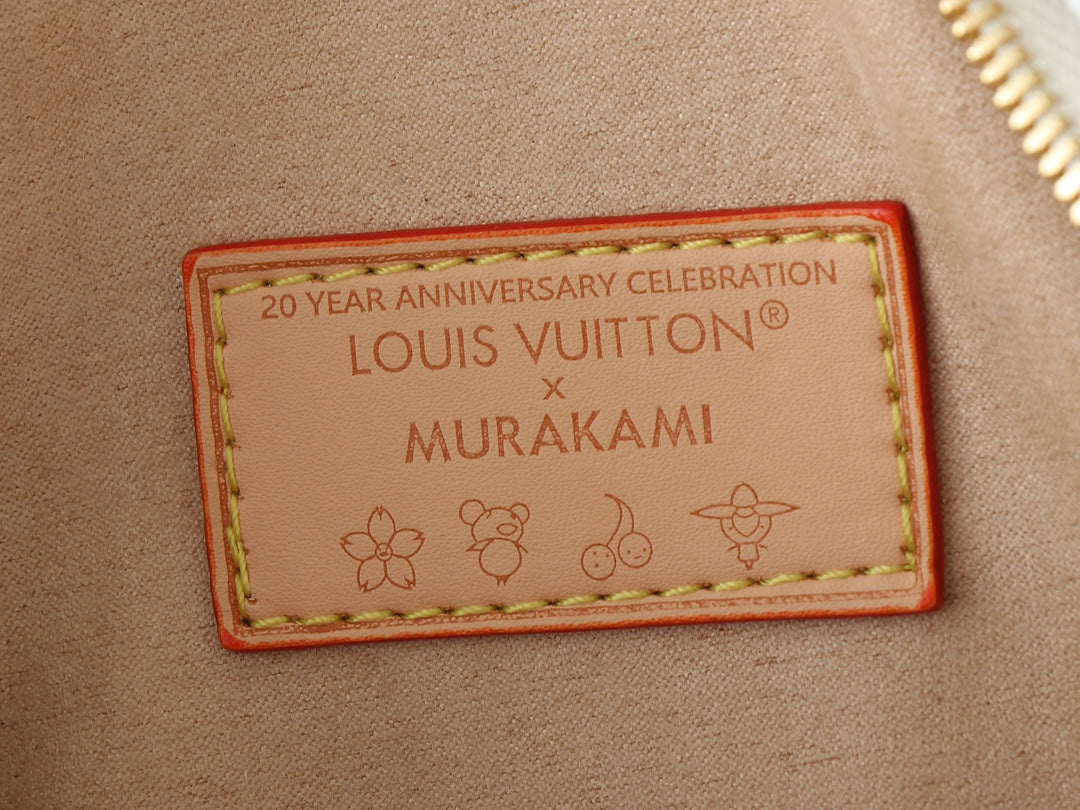 20 YEAR ANNIVERSARY CELEBRATION
LOUIS VUITTON®
x
MURAKAMI